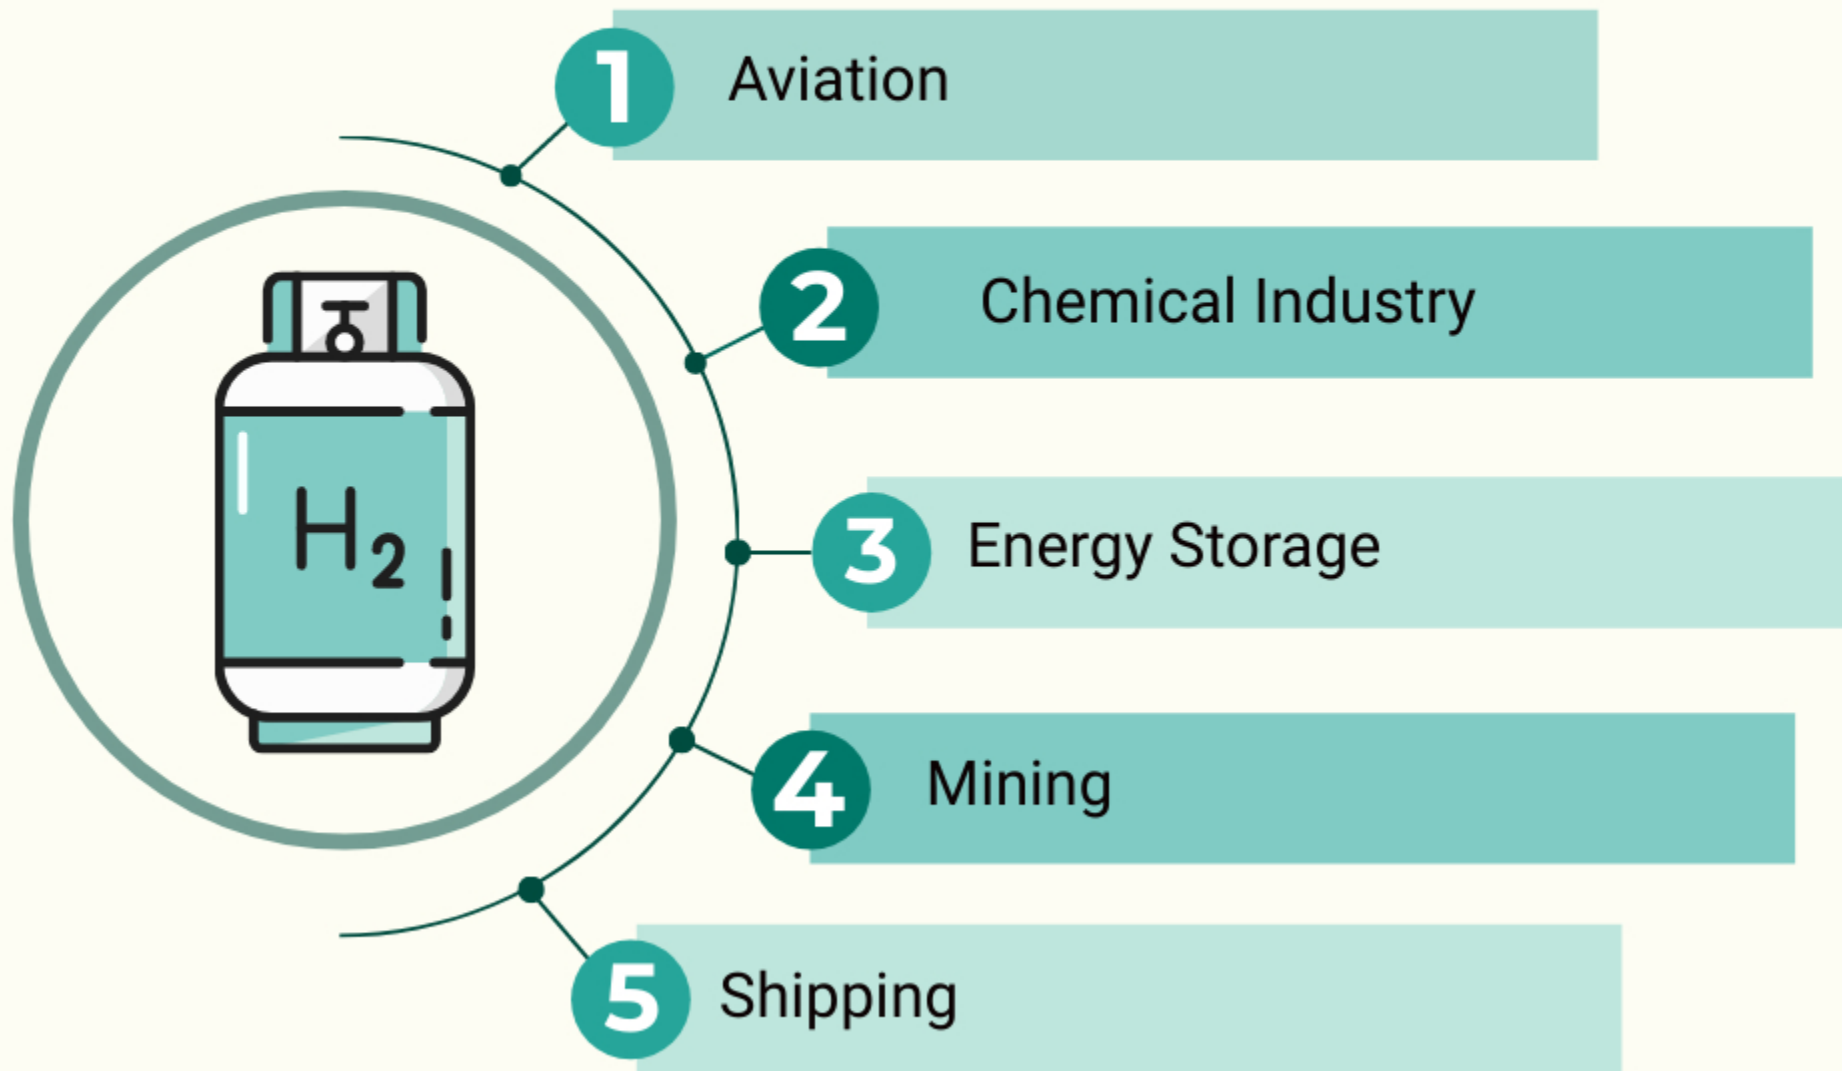 1
Aviation
2
Chemical Industry
H2
3
Energy Storage
4
Mining
5
Shipping